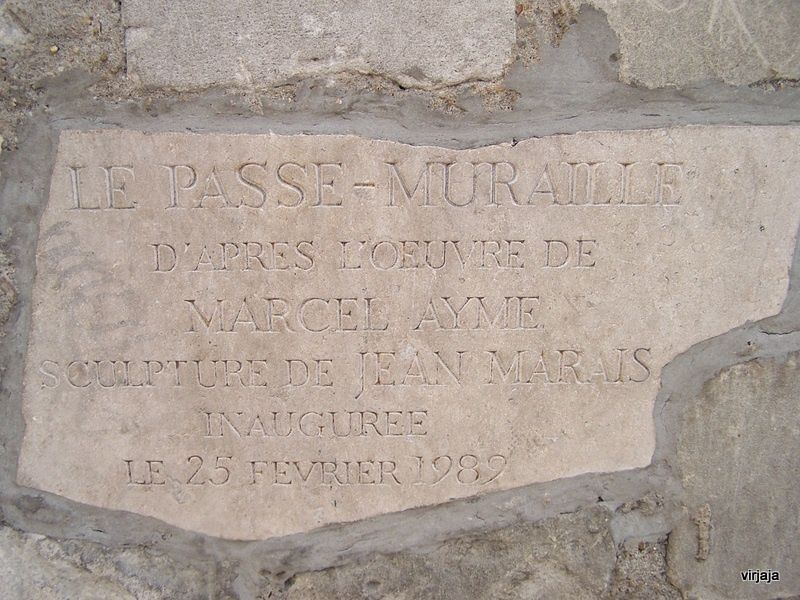 LE PASSE-MURAILLE
D'APRES L'OEUVRE DE
MARCEL AYME
SCULPTURE DE JEAN MARAIS
INAUGUREE
LE 25 FEVRIER 1989
virjaja